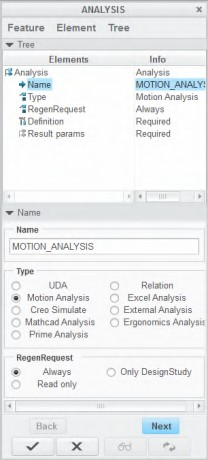 ANALYSIS
Feature Element Tree
Tree
Elements Info
Analysis Analysis
Name MOTION_ANALY
Type Motion Analysis
RegenRequest Always
Definition Required
Result params Required
Name
Name
MOTION_ANALYSIS
Type
UDA Relation
Motion Analysis Excel Analysis
Creo Simulate External Analysis
Mathcad Analysis Ergonomics Analysis
Prime Analysis
RegenRequest
Always Only DesignStudy
Read only
Back Next